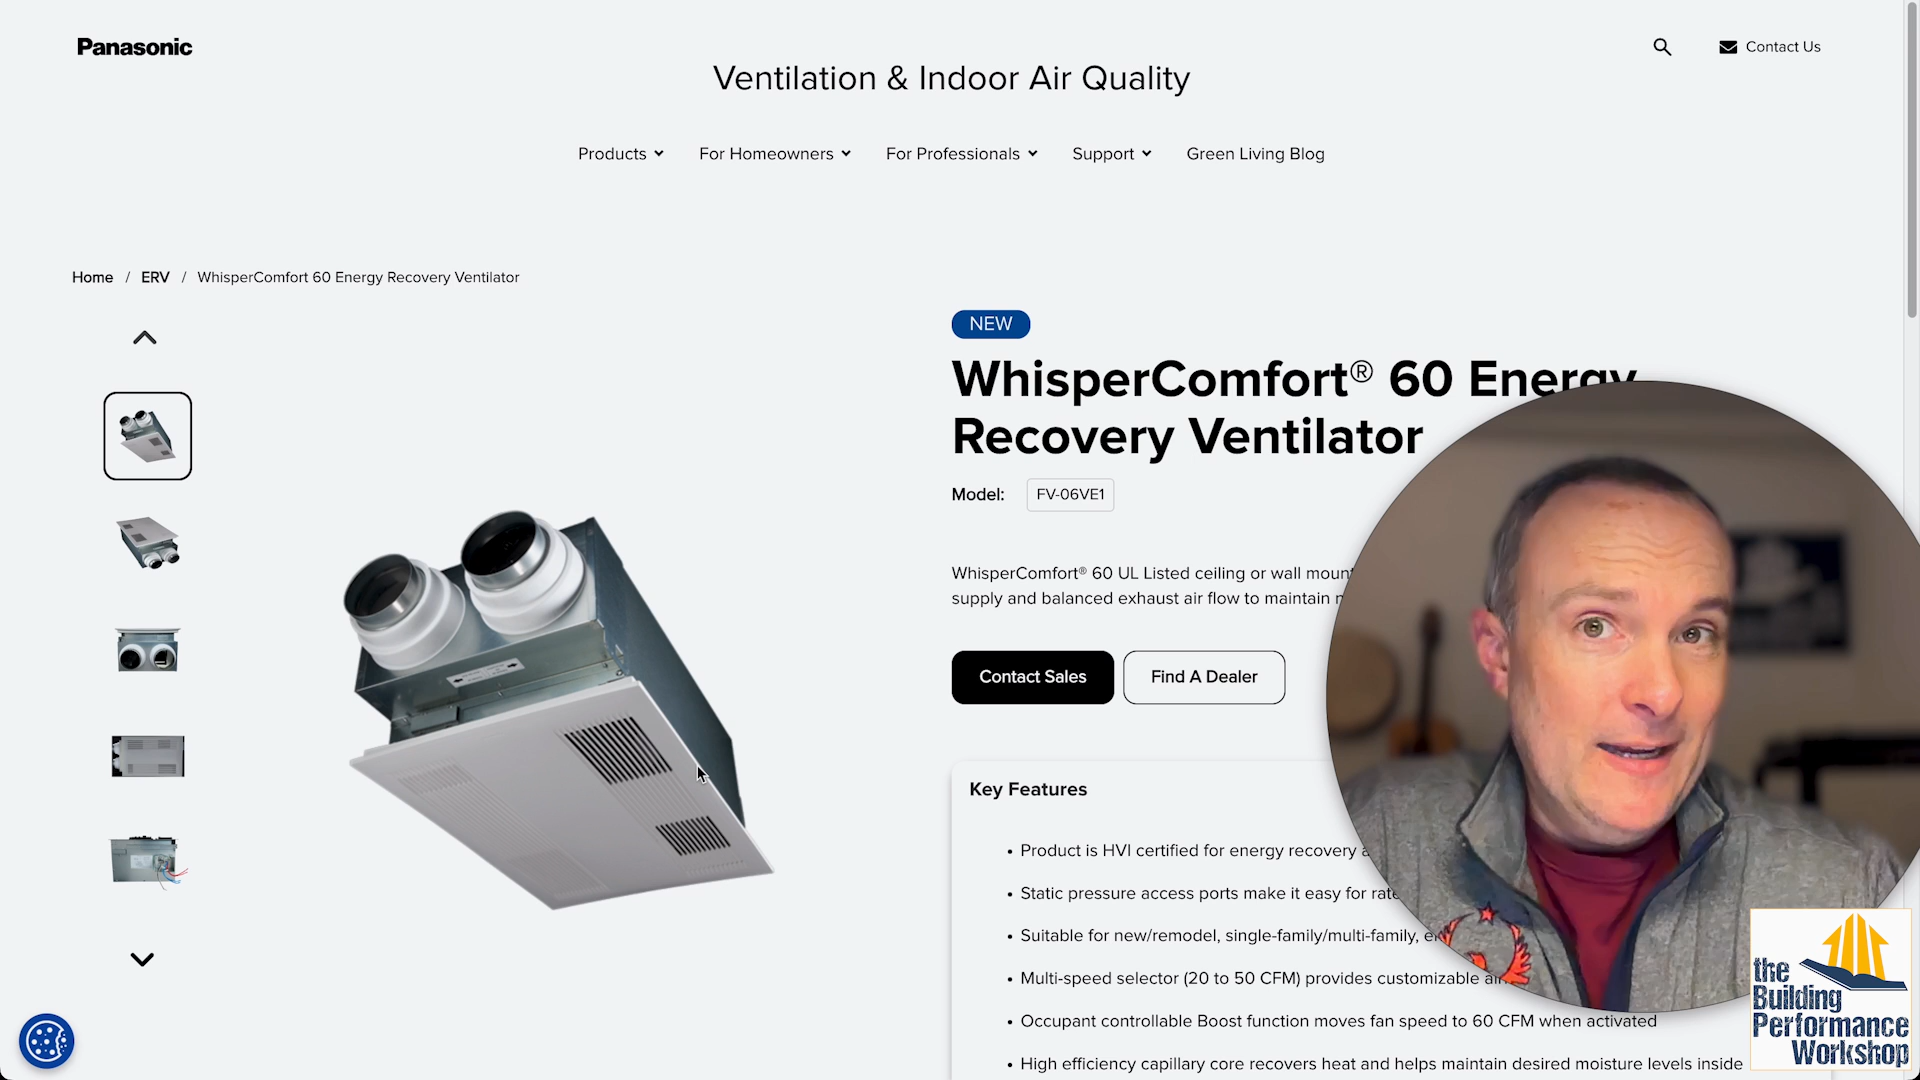 Panasonic
Contact Us
Ventilation & Indoor Air Quality
Products
For Homeowners
For Professionals
Support
Green Living Blog
Home / ERV / WhisperComfort 60 Energy Recovery Ventilator
NEW
WhisperComfort® 60 Energy
Recovery Ventilator
Model: FV-06VE1
WhisperComfort® 60 UL Listed ceiling or wall
supply and balanced exhaust air flow to maintain
Contact Sales
Find A Dealer
Key Features
• Product is HVI certified for energy recovery
• Static pressure access ports make it easy for
• Suitable for new/remodel, single-family/multi-family,
• Multi-speed selector (20 to 50 CFM) provides customizable
• Occupant controllable Boost function moves fan speed to 60 CFM when activated
• High efficiency capillary core recovers heat and helps maintain desired moisture levels inside
the
Building
Performance
Workshop